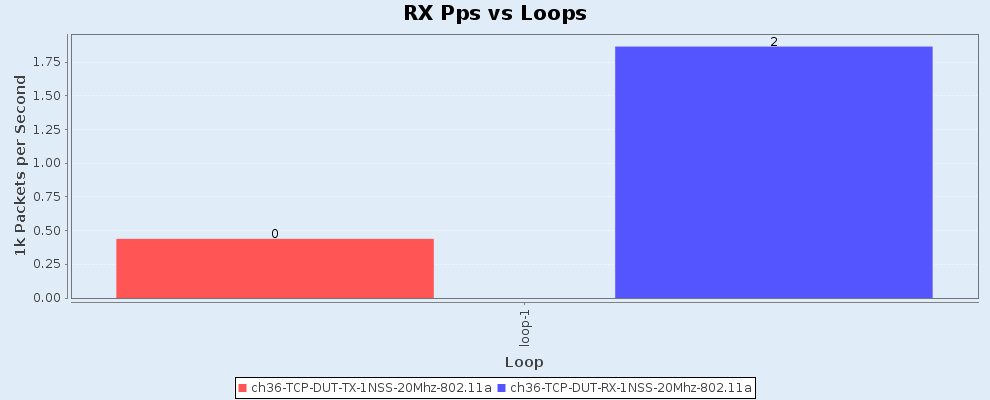 RX Pps vs Loops
1k Packets per Second
1.75
1.50
1.25
1.00
0.75
0.50
0.25
0.00
0
2
loop-1
Loop
ch36-TCP-DUT-TX-1NSS-20Mhz-802.11a ch36-TCP-DUT-RX-1NSS-20Mhz-802.11a